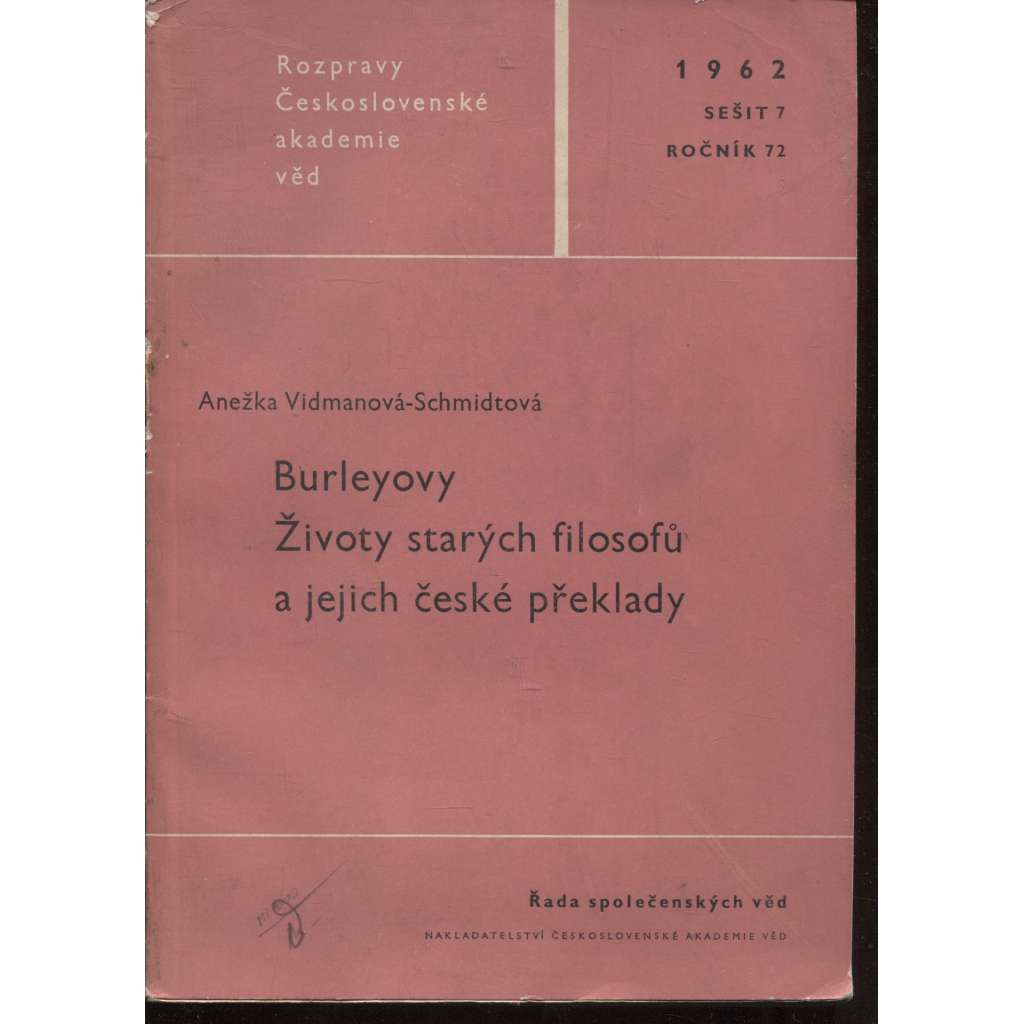 Rozpravy
Československé
akademie
věd
1962
SEŠIT 7
ROČNÍK 72
Anežka Vidmanová-Schmidtová
Burleyovy
Životy starých filosofů
a jejich české překlady
Řada společenských věd
NAKLADATELSTVÍ ČESKOSLOVENSKÉ AKADEMIE VĚD